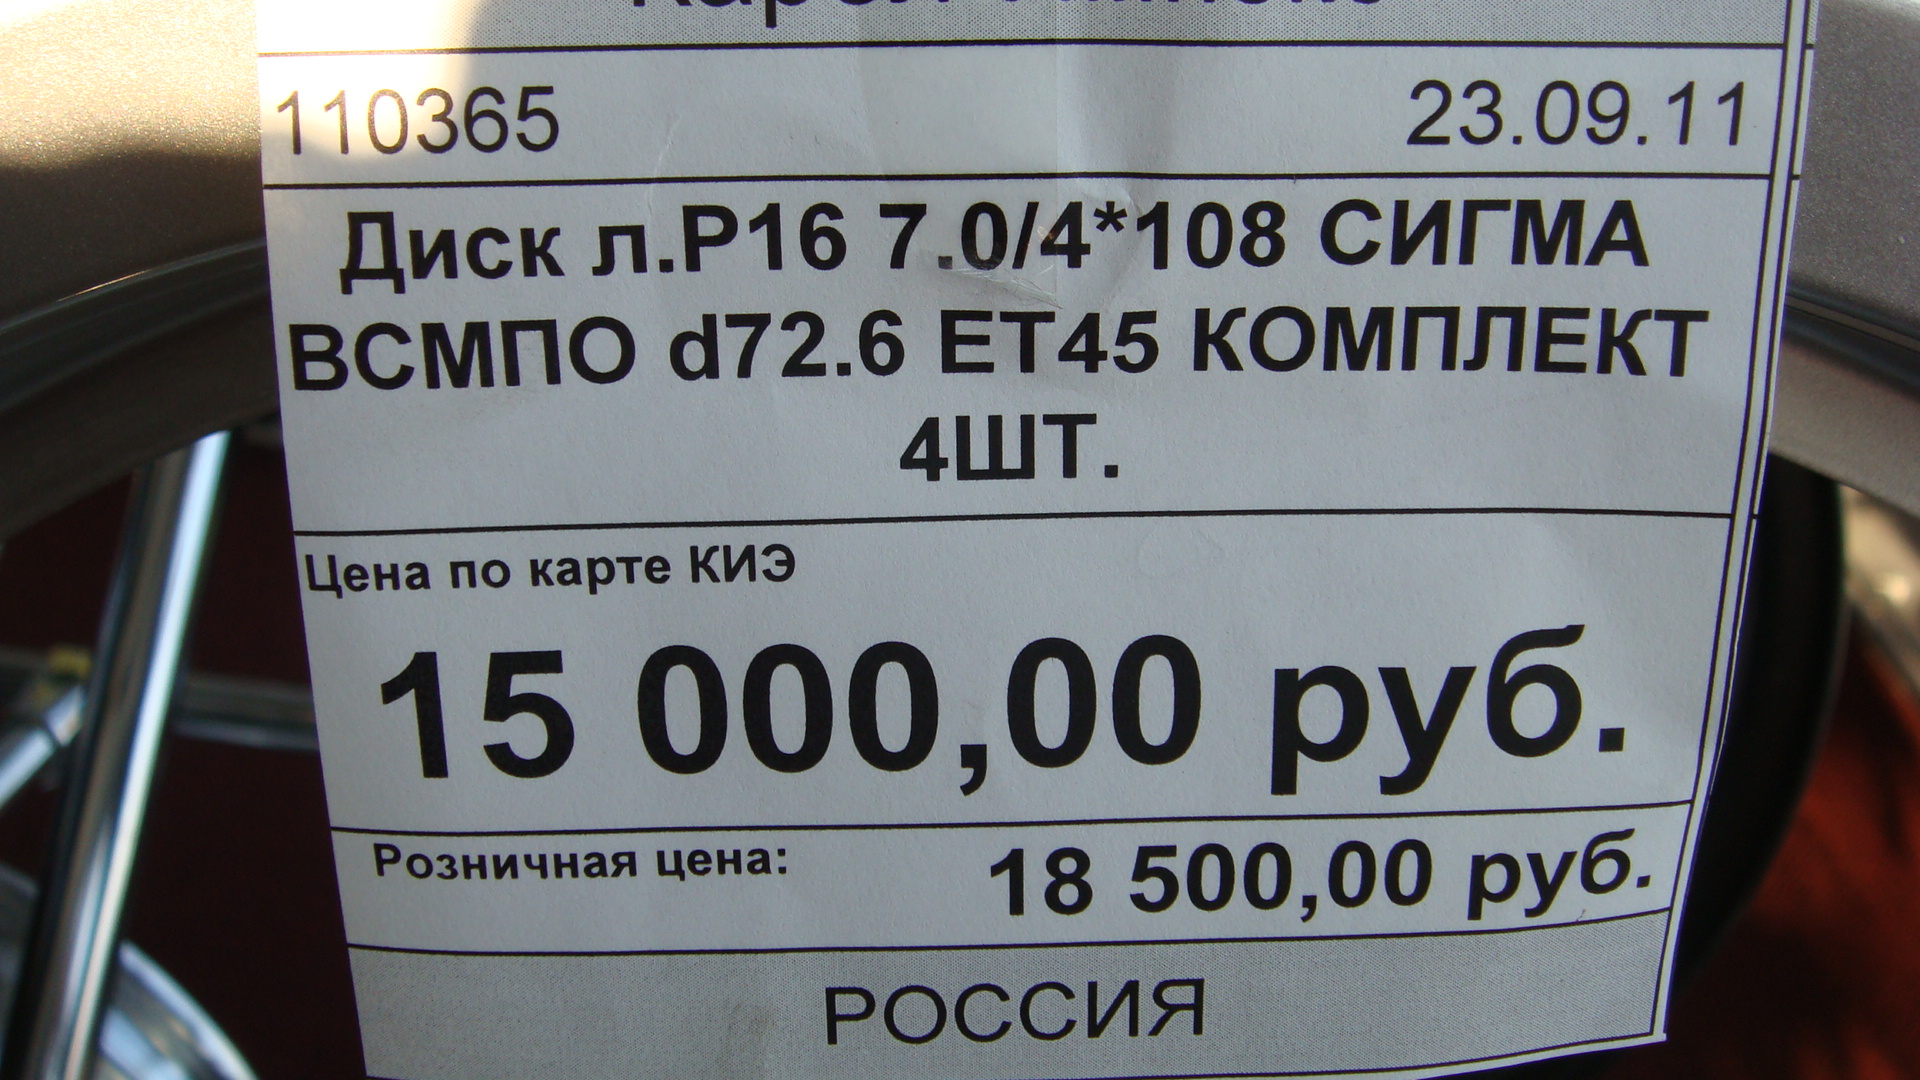 110365 23.09.11
Диск л.Р16 7.0/4*108 СИГМА
ВСМПО d72.6 ЕТ45 КОМПЛЕКТ
4ШТ.
Цена по карте КИЭ
15 000,00 руб.
Розничная цена: 18 500,00 руб.
РОССИЯ